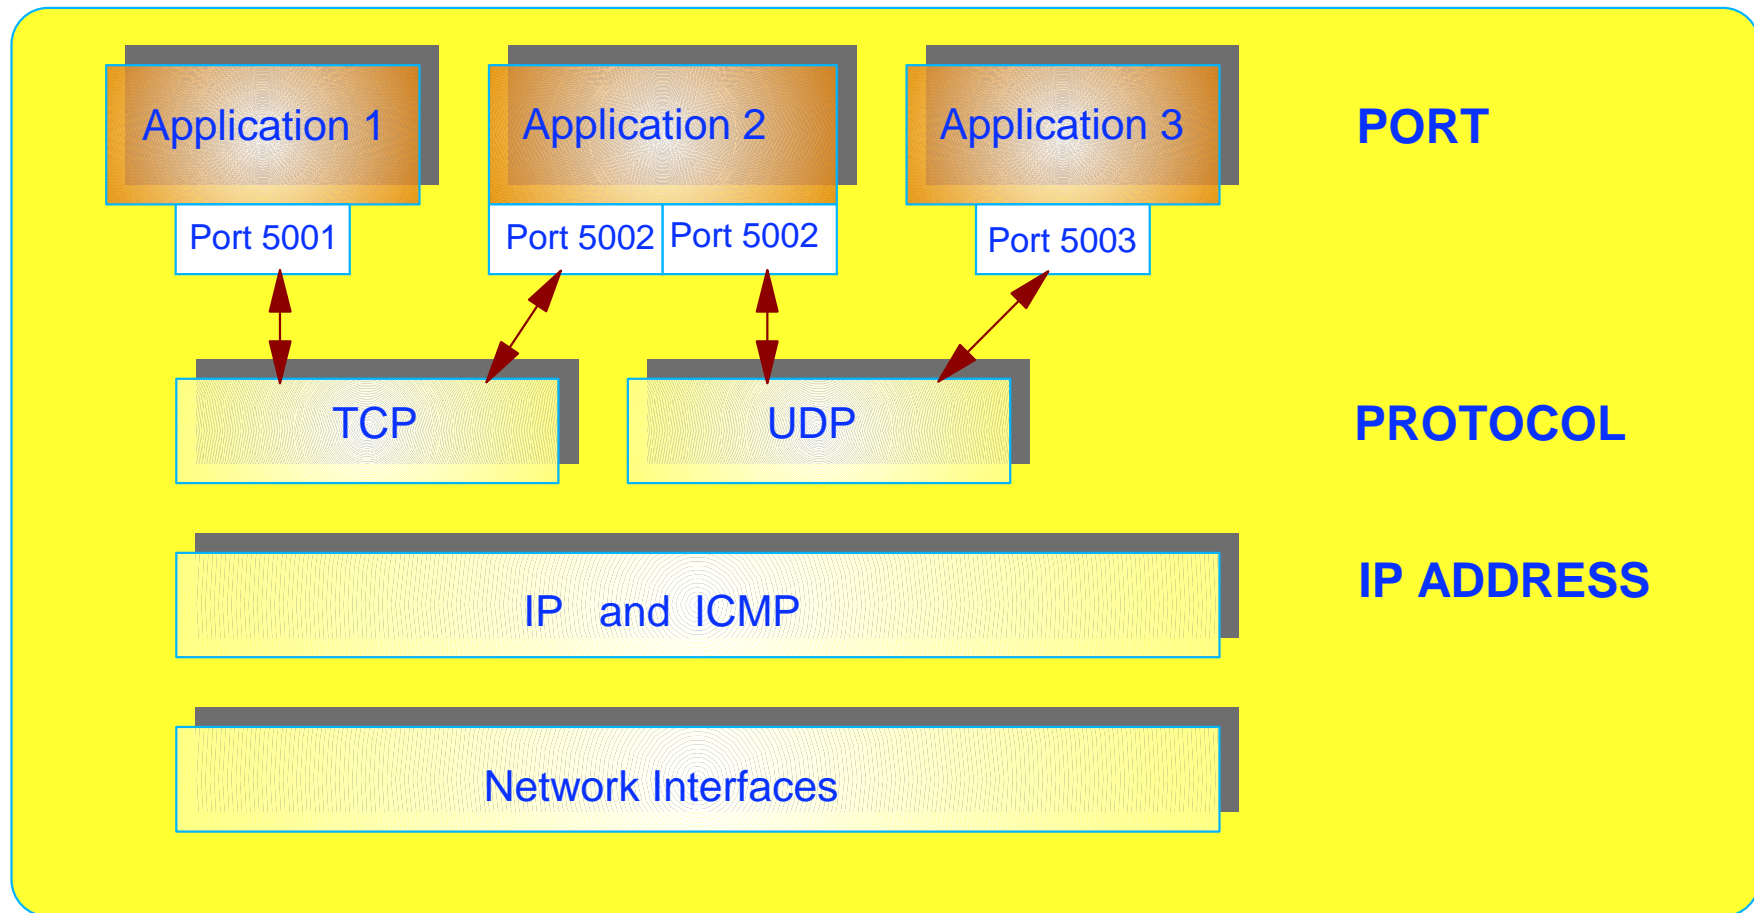 Application 1
Application 2
Application 3
PORT
Port 5001
Port 5002
Port 5002
Port 5003
TCP
UDP
PROTOCOL
IP and ICMP
IP ADDRESS
Network Interfaces